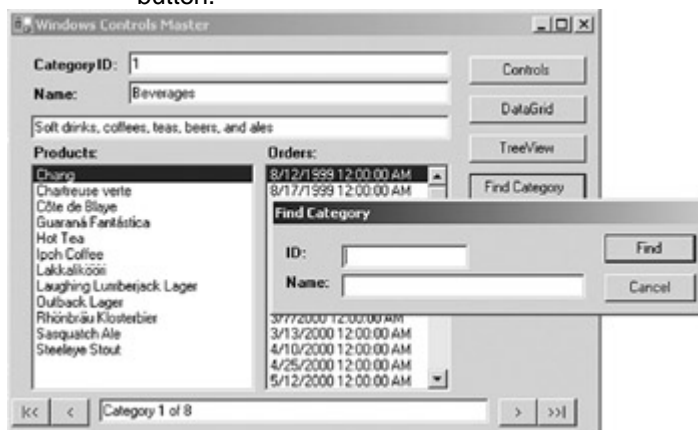 button.
Windows Controls Master
CategoryID: 1
Controls
Name: Beverages
DataGrid
Soft drinks, coffees, teas, beers, and ales
Products:
Orders:
TreeView
Chang
8/12/1999 12:00:00 AM
Chartreuse verte
8/17/1999 12:00:00 AM
Find Category
Côte de Blaye
Guaraná Fantástica
Find Category
Hot Tea
Ipoh Coffee
ID:
Find
Lakkalikööri
Laughing Lumberjack Lager
Name:
Cancel
Outback Lager
Rhönbräu Klosterbier
3/7/2000 12:00:00 AM
Sasquatch Ale
3/13/2000 12:00:00 AM
Steeleye Stout
4/10/2000 12:00:00 AM
4/25/2000 12:00:00 AM
5/12/2000 12:00:00 AM
|<< < Category 1 of 8 > >>|